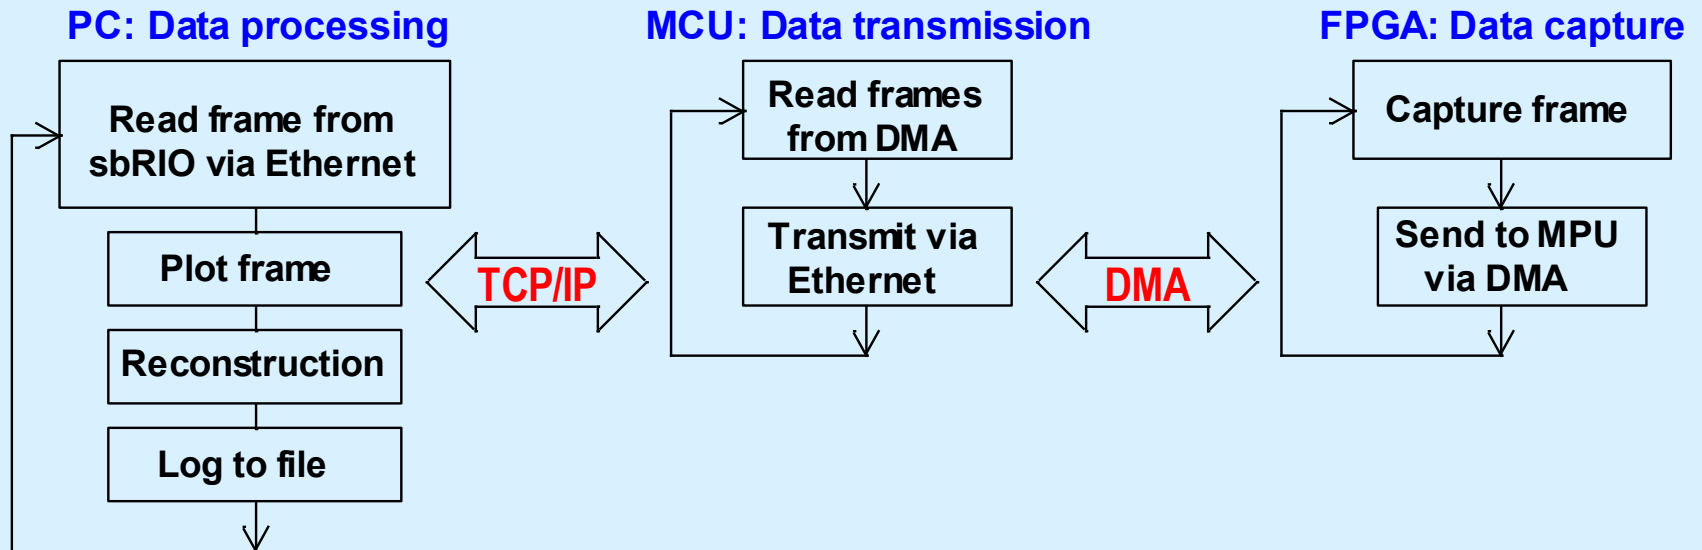 PC: Data processing
Read frame from
sbRIO via Ethernet
Plot frame
Reconstruction
Log to file
TCP/IP
MCU: Data transmission
Read frames
from DMA
Transmit via
Ethernet
DMA
FPGA: Data capture
Capture frame
Send to MPU
via DMA